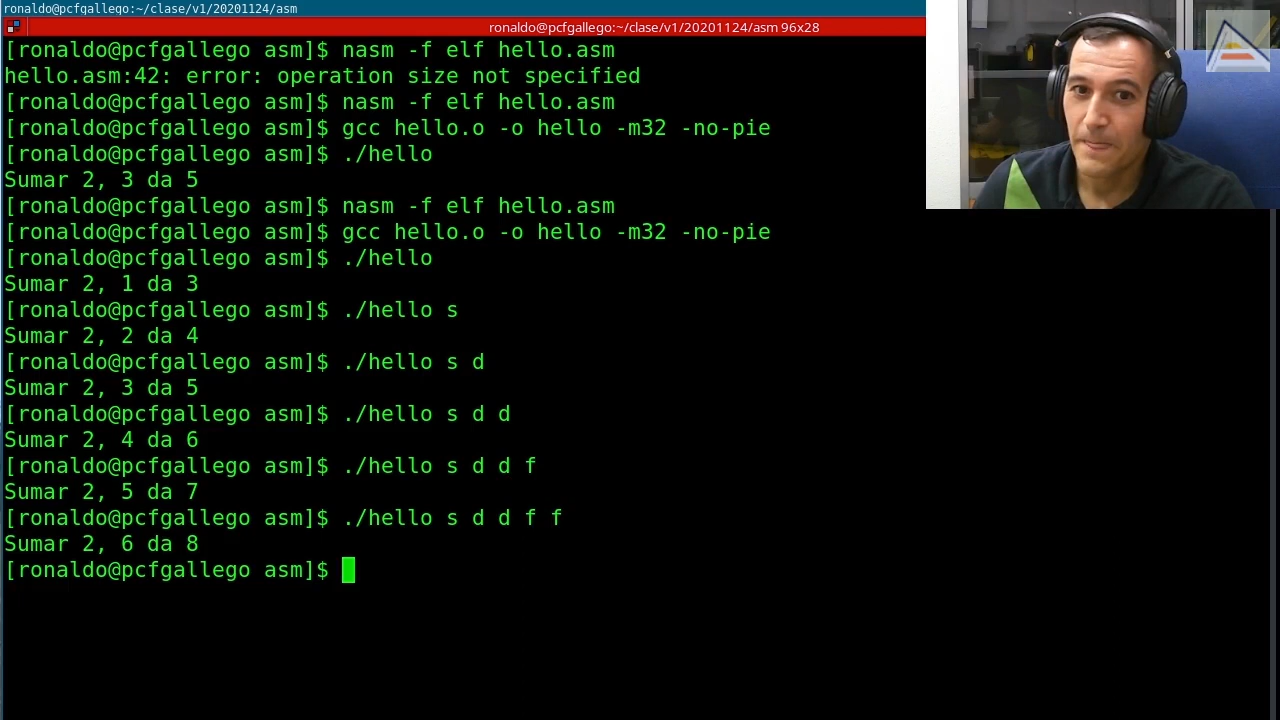 ronaldo@pcfgallego:~/clase/v1/20201124/asm
ronaldo@pcfgallego:~/clase/v1/20201124/asm 96x28
[ronaldo@pcfgallego asm]$ nasm -f elf hello.asm
hello.asm:42: error: operation size not specified
[ronaldo@pcfgallego asm]$ nasm -f elf hello.asm
[ronaldo@pcfgallego asm]$ gcc hello.o -o hello -m32 -no-pie
[ronaldo@pcfgallego asm]$ ./hello
Sumar 2, 3 da 5
[ronaldo@pcfgallego asm]$ nasm -f elf hello.asm
[ronaldo@pcfgallego asm]$ gcc hello.o -o hello -m32 -no-pie
[ronaldo@pcfgallego asm]$ ./hello
Sumar 2, 1 da 3
[ronaldo@pcfgallego asm]$ ./hello s
Sumar 2, 2 da 4
[ronaldo@pcfgallego asm]$ ./hello s d
Sumar 2, 3 da 5
[ronaldo@pcfgallego asm]$ ./hello s d d
Sumar 2, 4 da 6
[ronaldo@pcfgallego asm]$ ./hello s d d f
Sumar 2, 5 da 7
[ronaldo@pcfgallego asm]$ ./hello s d d f f
Sumar 2, 6 da 8
[ronaldo@pcfgallego asm]$